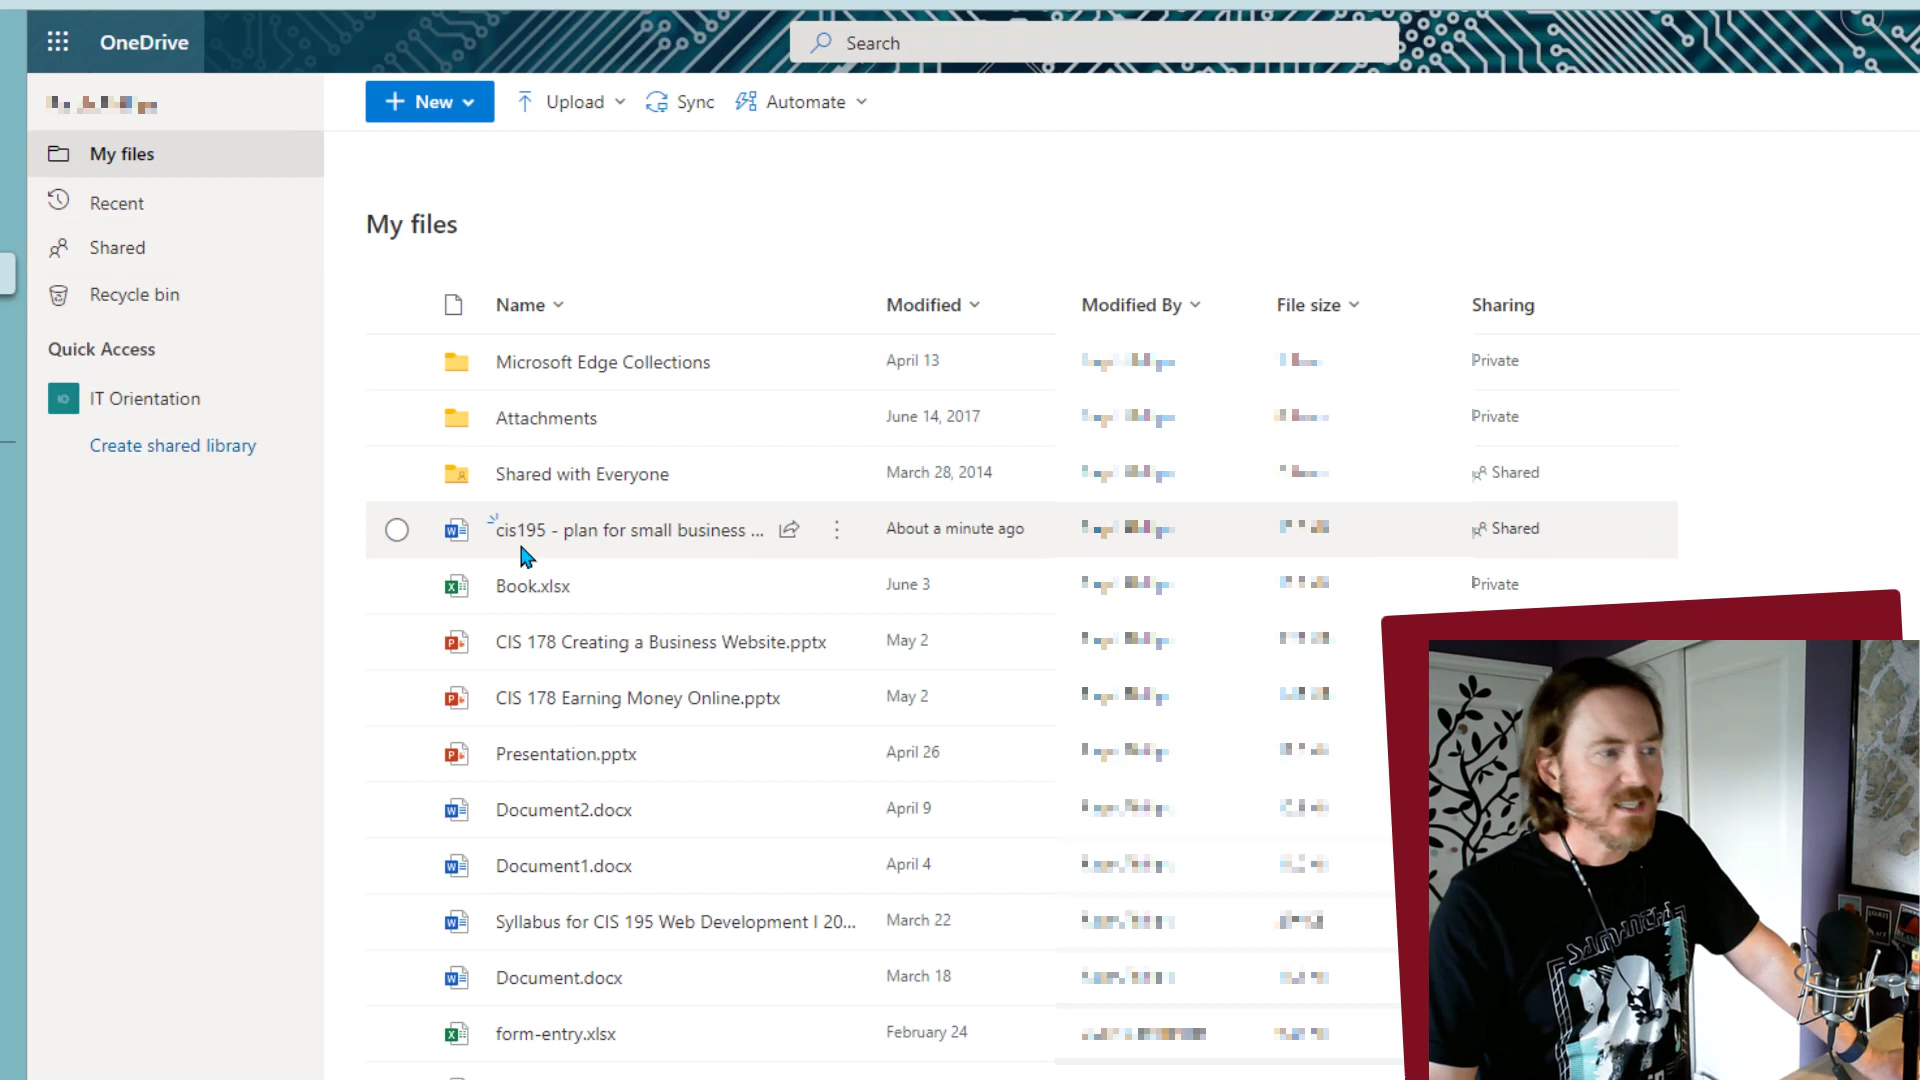 OneDrive
Search
New
Upload
Sync
Automate
My files
Recent
Shared
Recycle bin
Quick Access
IO IT Orientation
Create shared library
My files
Name Modified Modified By File size Sharing
Microsoft Edge Collections April 13 Private
Attachments June 14, 2017 Private
Shared with Everyone March 28, 2014 Shared
cis195 - plan for small business ... About a minute ago Shared
Book.xlsx June 3 Private
CIS 178 Creating a Business Website.pptx May 2
CIS 178 Earning Money Online.pptx May 2
Presentation.pptx April 26
Document2.docx April 9
Document1.docx April 4
Syllabus for CIS 195 Web Development I 20... March 22
Document.docx March 18
form-entry.xlsx February 24